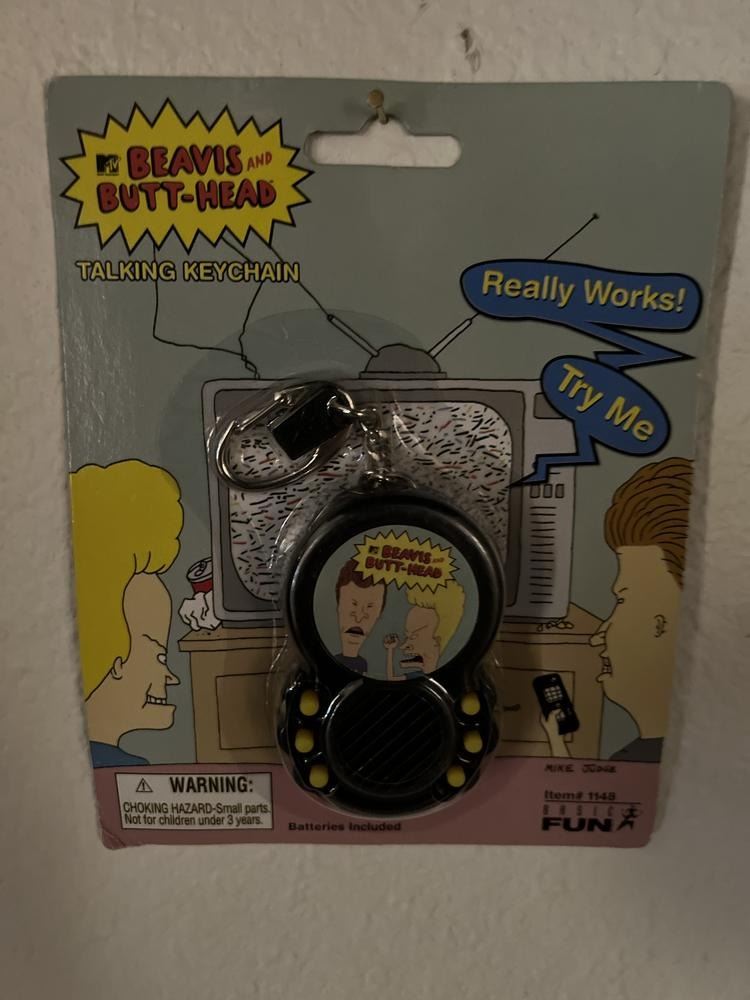 MTV BEAVIS AND
BUTT-HEAD
TALKING KEYCHAIN
Really Works!
Try Me
MTV BEAVIS AND
BUTT-HEAD
MIKE JUDGE
WARNING:
CHOKING HAZARD-Small parts.
Not for children under 3 years.
Batteries Included
Item# 1148
BASIC
FUN